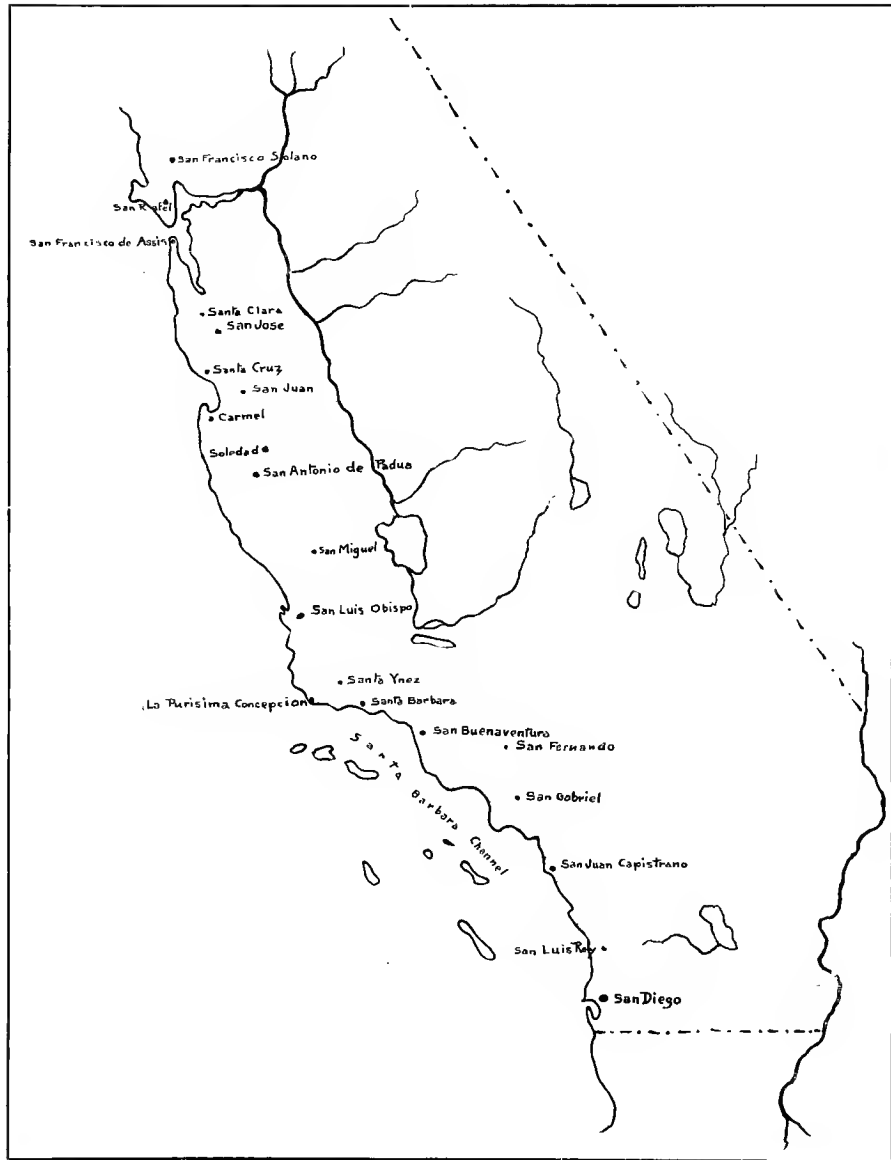 San Francisco Solano
San Rafel
San Francisco de Assis
Santa Clara
San Jose
Santa Cruz
San Juan
Carmel
Soledad
San Antonio de Padua
San Miguel
San Luis Obispo
Santa Ynez
La Purisima Concepcion
Santa Barbara
San Buenaventura
San Fernando
Santa Barbara Channel
San Gabriel
San Juan Capistrano
San Luis Rey
San Diego